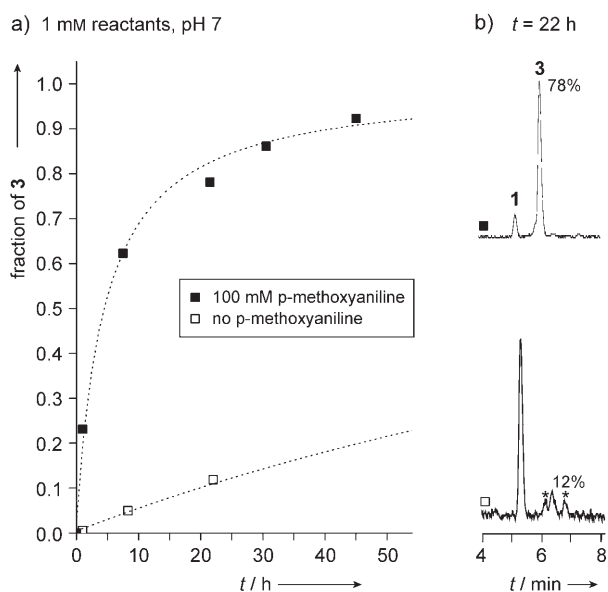 a) 1 mM reactants, pH 7
fraction of 3
1.0
0.9
0.8
0.7
0.6
0.5
0.4
0.3
0.2
0.1
0.0
0 10 20 30 40 50
t / h
■ 100 mM p-methoxyaniline
□ no p-methoxyaniline
b) t = 22 h
3
78%
1
12%
* *
4 6 8
t / min